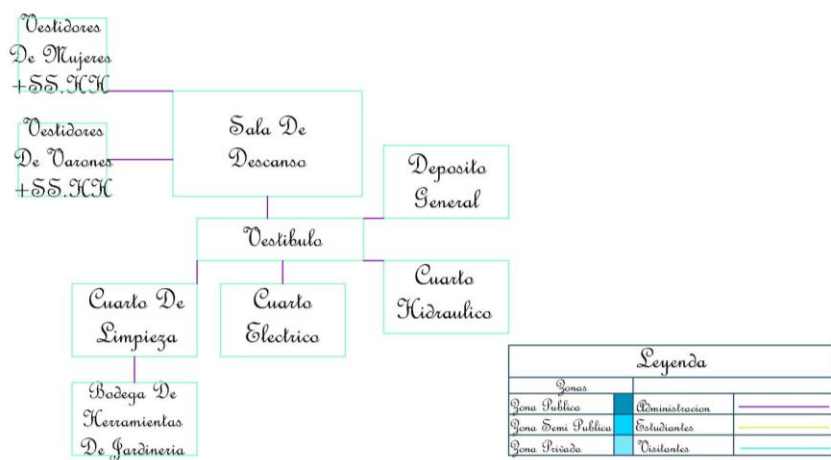 Vestidores
De Mujeres
+SS.HH
Vestidores
De Varones
+SS.HH
Sala De
Descanso
Deposito
General
Vestibulo
Cuarto De
Limpieza
Cuarto
Electrico
Cuarto
Hidraulico
Bodega De
Herramientas
De Jardineria
Leyenda
Zonas
Zona Publica Administracion
Zona Semi Publica Estudiantes
Zona Privada Visitantes